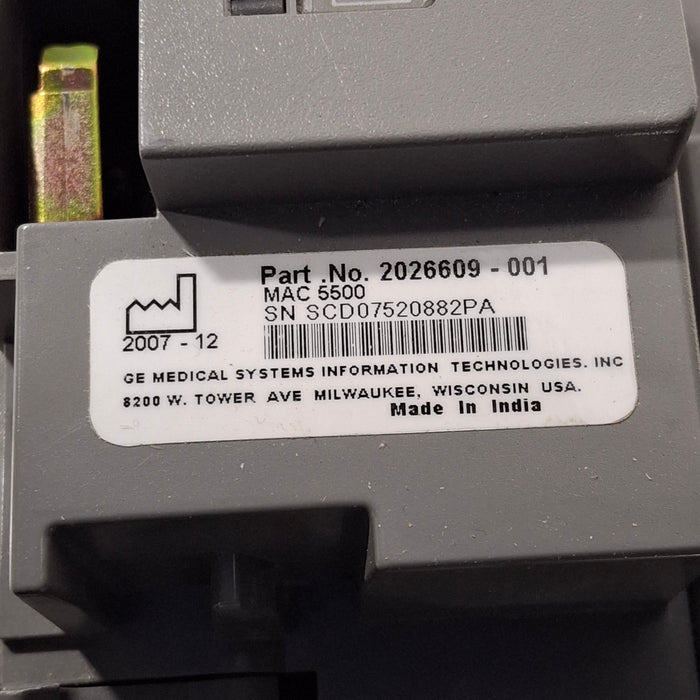 Part .No. 2026609 - 001
MAC 5500
SN SCD07520882PA
2007 - 12
GE MEDICAL SYSTEMS INFORMATION TECHNOLOGIES. INC
8200 W. TOWER AVE MILWAUKEE, WISCONSIN USA.
Made In India